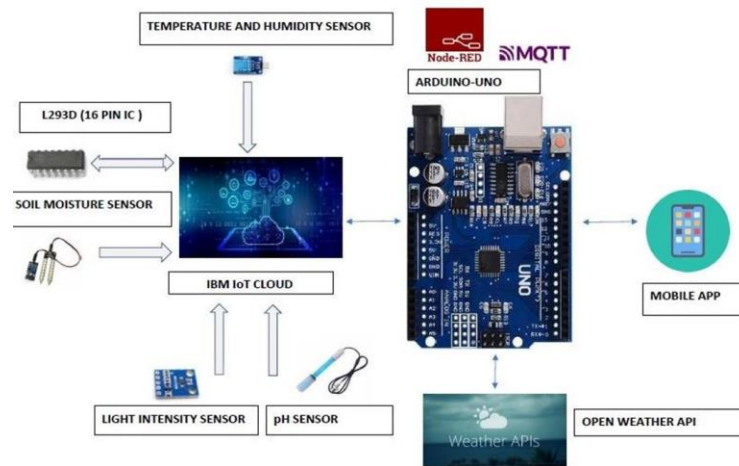 TEMPERATURE AND HUMIDITY SENSOR
Node-RED
MQTT
ARDUINO-UNO
L293D (16 PIN IC )
SOIL MOISTURE SENSOR
IBM IoT CLOUD
UNO
MOBILE APP
LIGHT INTENSITY SENSOR
pH SENSOR
Weather APIs
OPEN WEATHER API